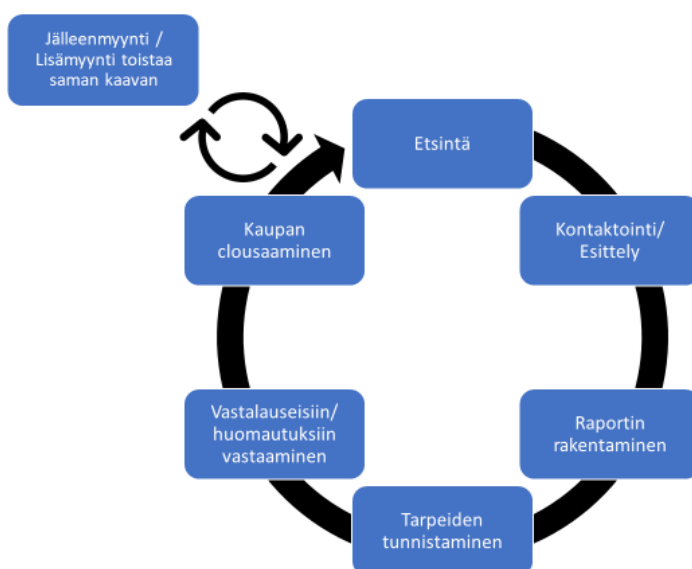 Jälleenmyynti /
Lisämyynti toistaa
saman kaavan
Etsintä
Kontaktointi/
Esittely
Raportin
rakentaminen
Tarpeiden
tunnistaminen
Vastalauseisiin/
huomautuksiin
vastaaminen
Kaupan
clousaaminen